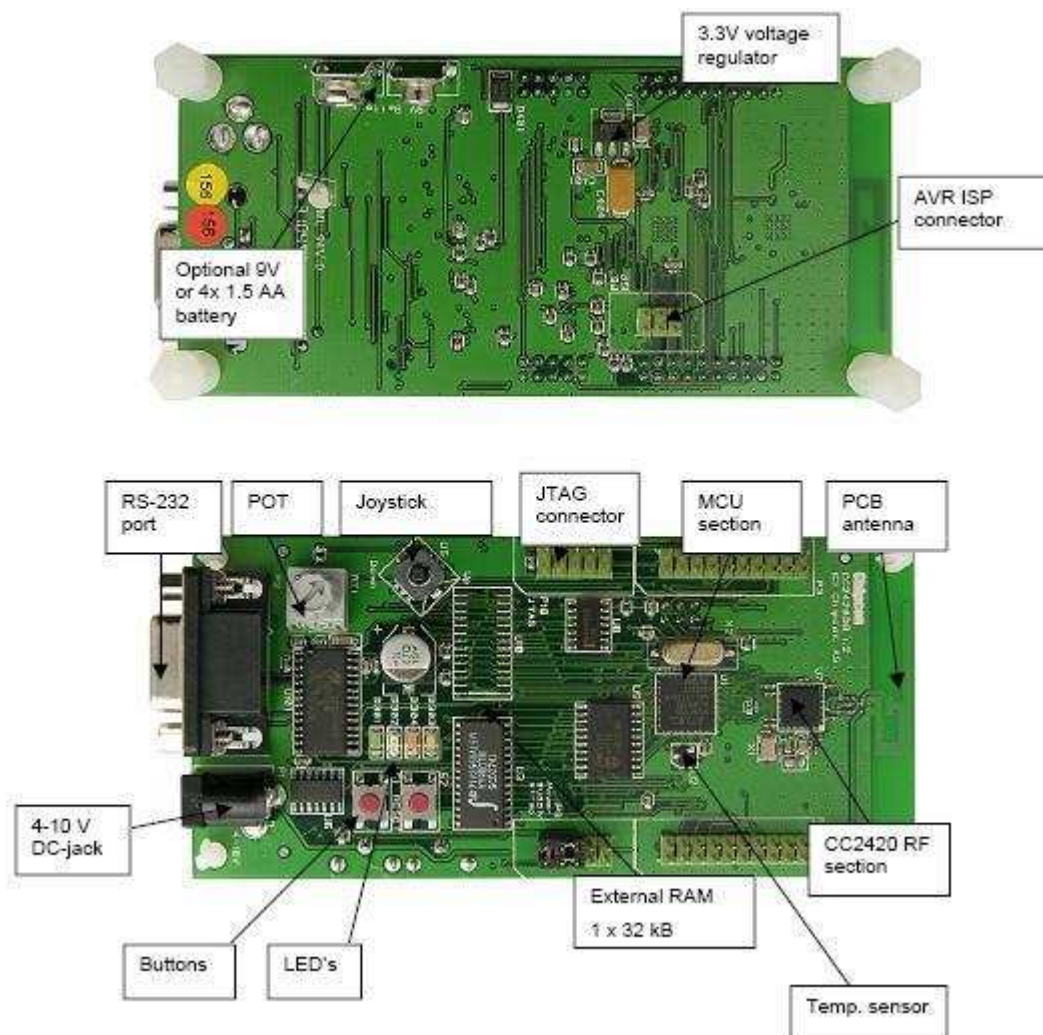 3.3V voltage
regulator
AVR ISP
connector
156
156
Optional 9V
or 4x 1.5 AA
battery
RS-232
port
POT
Joystick
JTAG
connector
MCU
section
PCB
antenna
4-10 V
DC-jack
CC2420 RF
section
External RAM
1 x 32 kB
Buttons
LED's
Temp. sensor